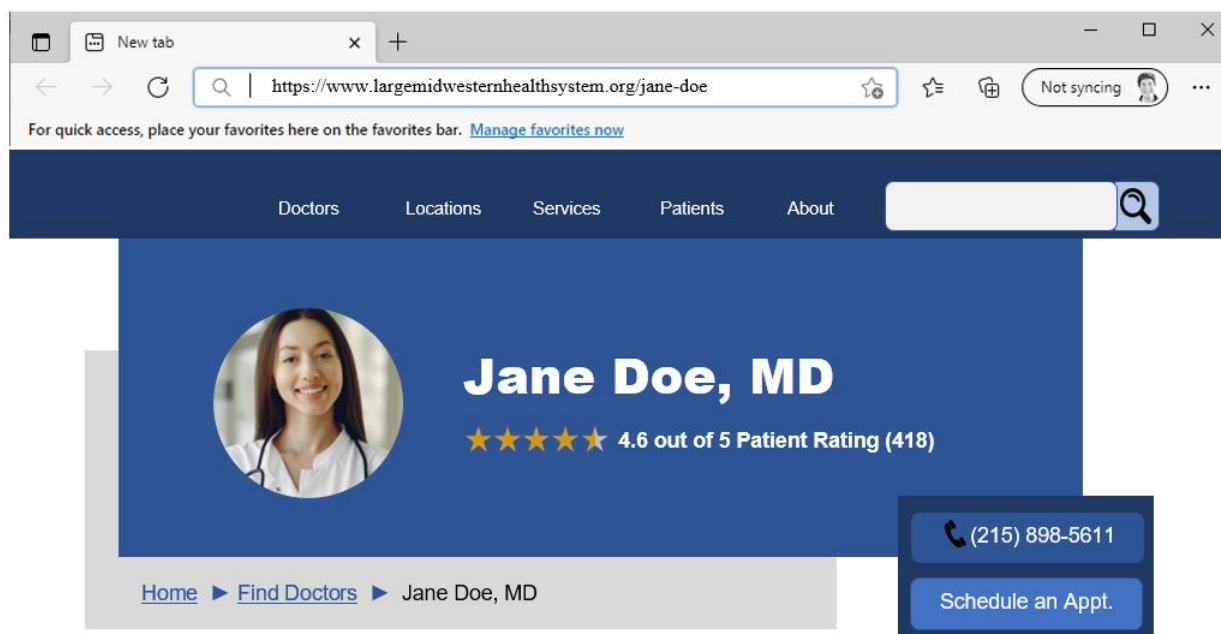 New tab
https://www.largemidwesternhealthsystem.org/jane-doe
Not syncing
For quick access, place your favorites here on the favorites bar. Manage favorites now
Doctors Locations Services Patients About
Jane Doe, MD
4.6 out of 5 Patient Rating (418)
(215) 898-5611
Home ► Find Doctors ► Jane Doe, MD
Schedule an Appt.